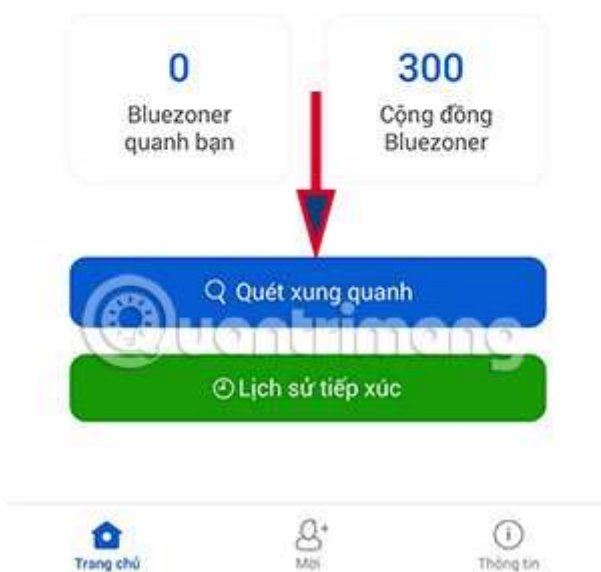 0
Bluezoner
quanh bạn
300
Cộng đồng
Bluezoner
Quét xung quanh
Quantrimang
Lịch sử tiếp xúc
Trang chủ
Mời
Thông tin